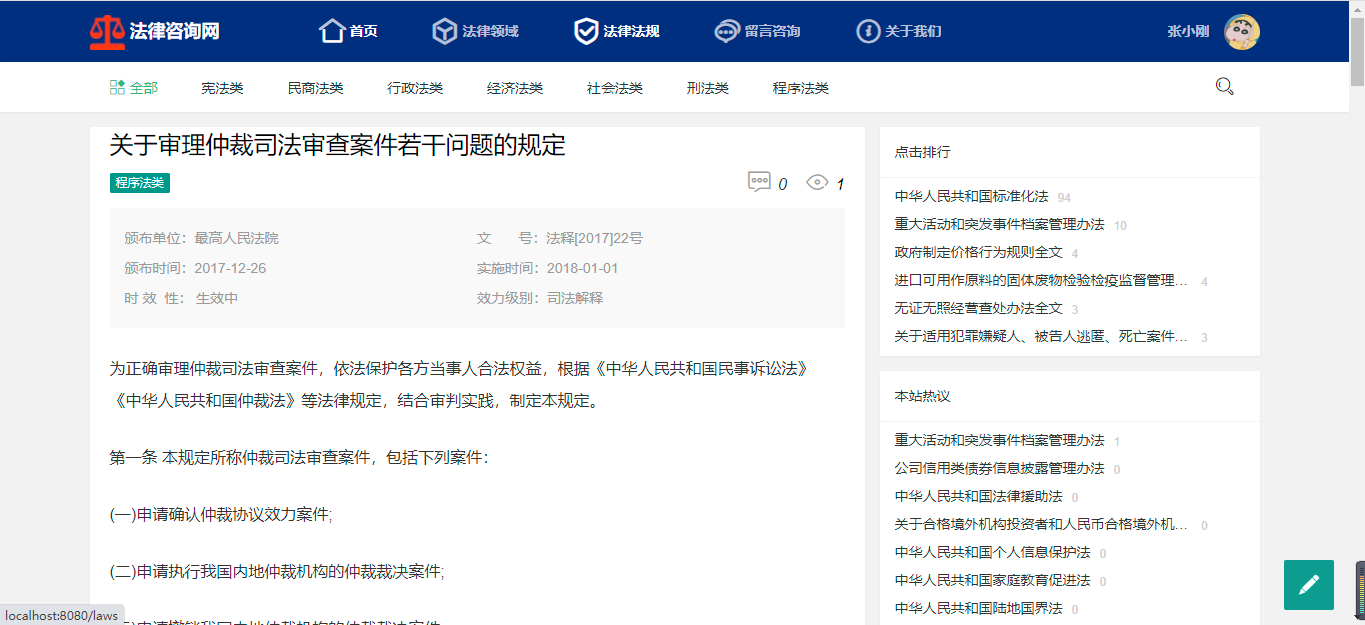 法律咨询网
首页
法律领域
法律法规
留言咨询
关于我们
张小刚
全部
宪法类
民商法类
行政法类
经济法类
社会法类
刑法类
程序法类
关于审理仲裁司法审查案件若干问题的规定
程序法类
0
1
颁布单位：最高人民法院
文 号：法释[2017]22号
颁布时间：2017-12-26
实施时间：2018-01-01
时 效 性： 生效中
效力级别：司法解释
为正确审理仲裁司法审查案件，依法保护各方当事人合法权益，根据《中华人民共和国民事诉讼法》
《中华人民共和国仲裁法》等法律规定，结合审判实践，制定本规定。
第一条 本规定所称仲裁司法审查案件，包括下列案件：
(一)申请确认仲裁协议效力案件;
(二)申请执行我国内地仲裁机构的仲裁裁决案件;
点击排行
中华人民共和国标准化法 94
重大活动和突发事件档案管理办法 10
政府制定价格行为规则全文 4
进口可用作原料的固体废物检验检疫监督管理… 4
无证无照经营查处办法全文 3
关于适用犯罪嫌疑人、被告人逃匿、死亡案件… 3
本站热议
重大活动和突发事件档案管理办法 1
公司信用类债券信息披露管理办法 0
中华人民共和国法律援助法 0
关于合格境外机构投资者和人民币合格境外机… 0
中华人民共和国个人信息保护法 0
中华人民共和国家庭教育促进法 0
中华人民共和国陆地国界法 0
localhost:8080/laws